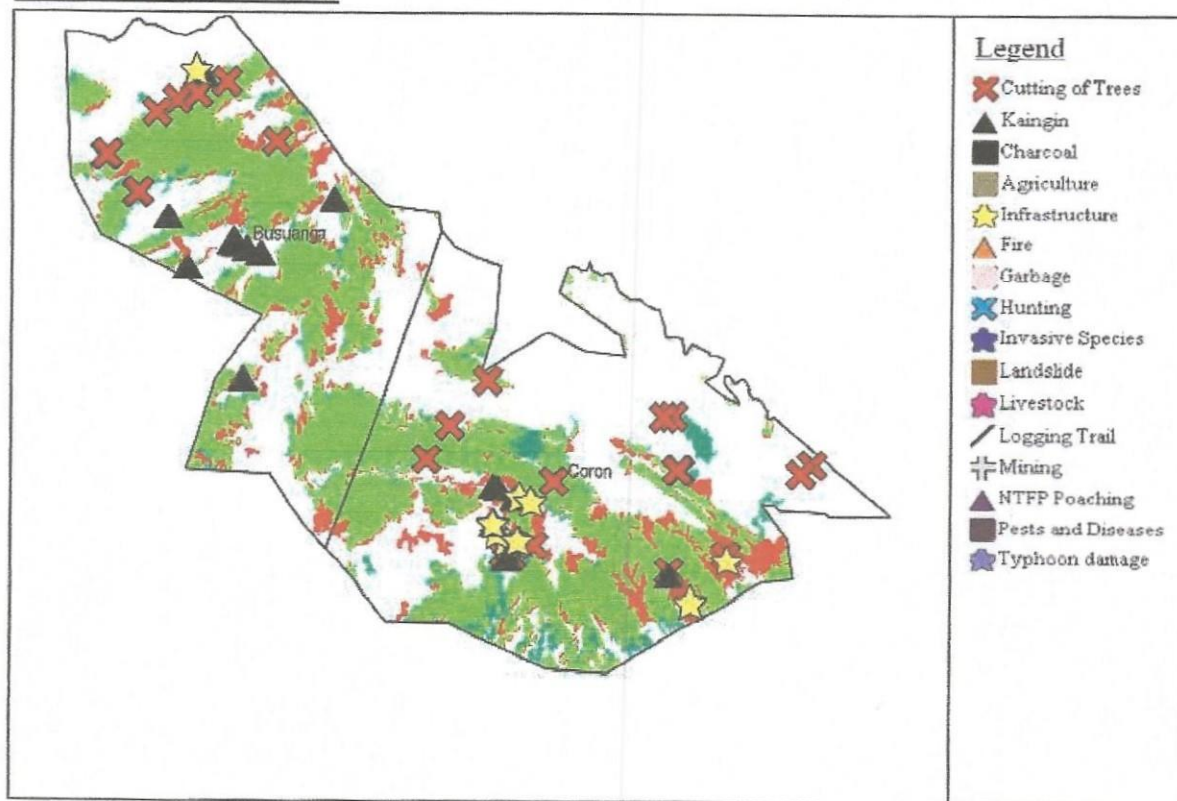 Busuanga
Coron
Legend
Cutting of Trees
Kaingin
Charcoal
Agriculture
Infrastructure
Fire
Garbage
Hunting
Invasive Species
Landslide
Livestock
Logging Trail
Mining
NTFP Poaching
Pests and Diseases
Typhoon damage